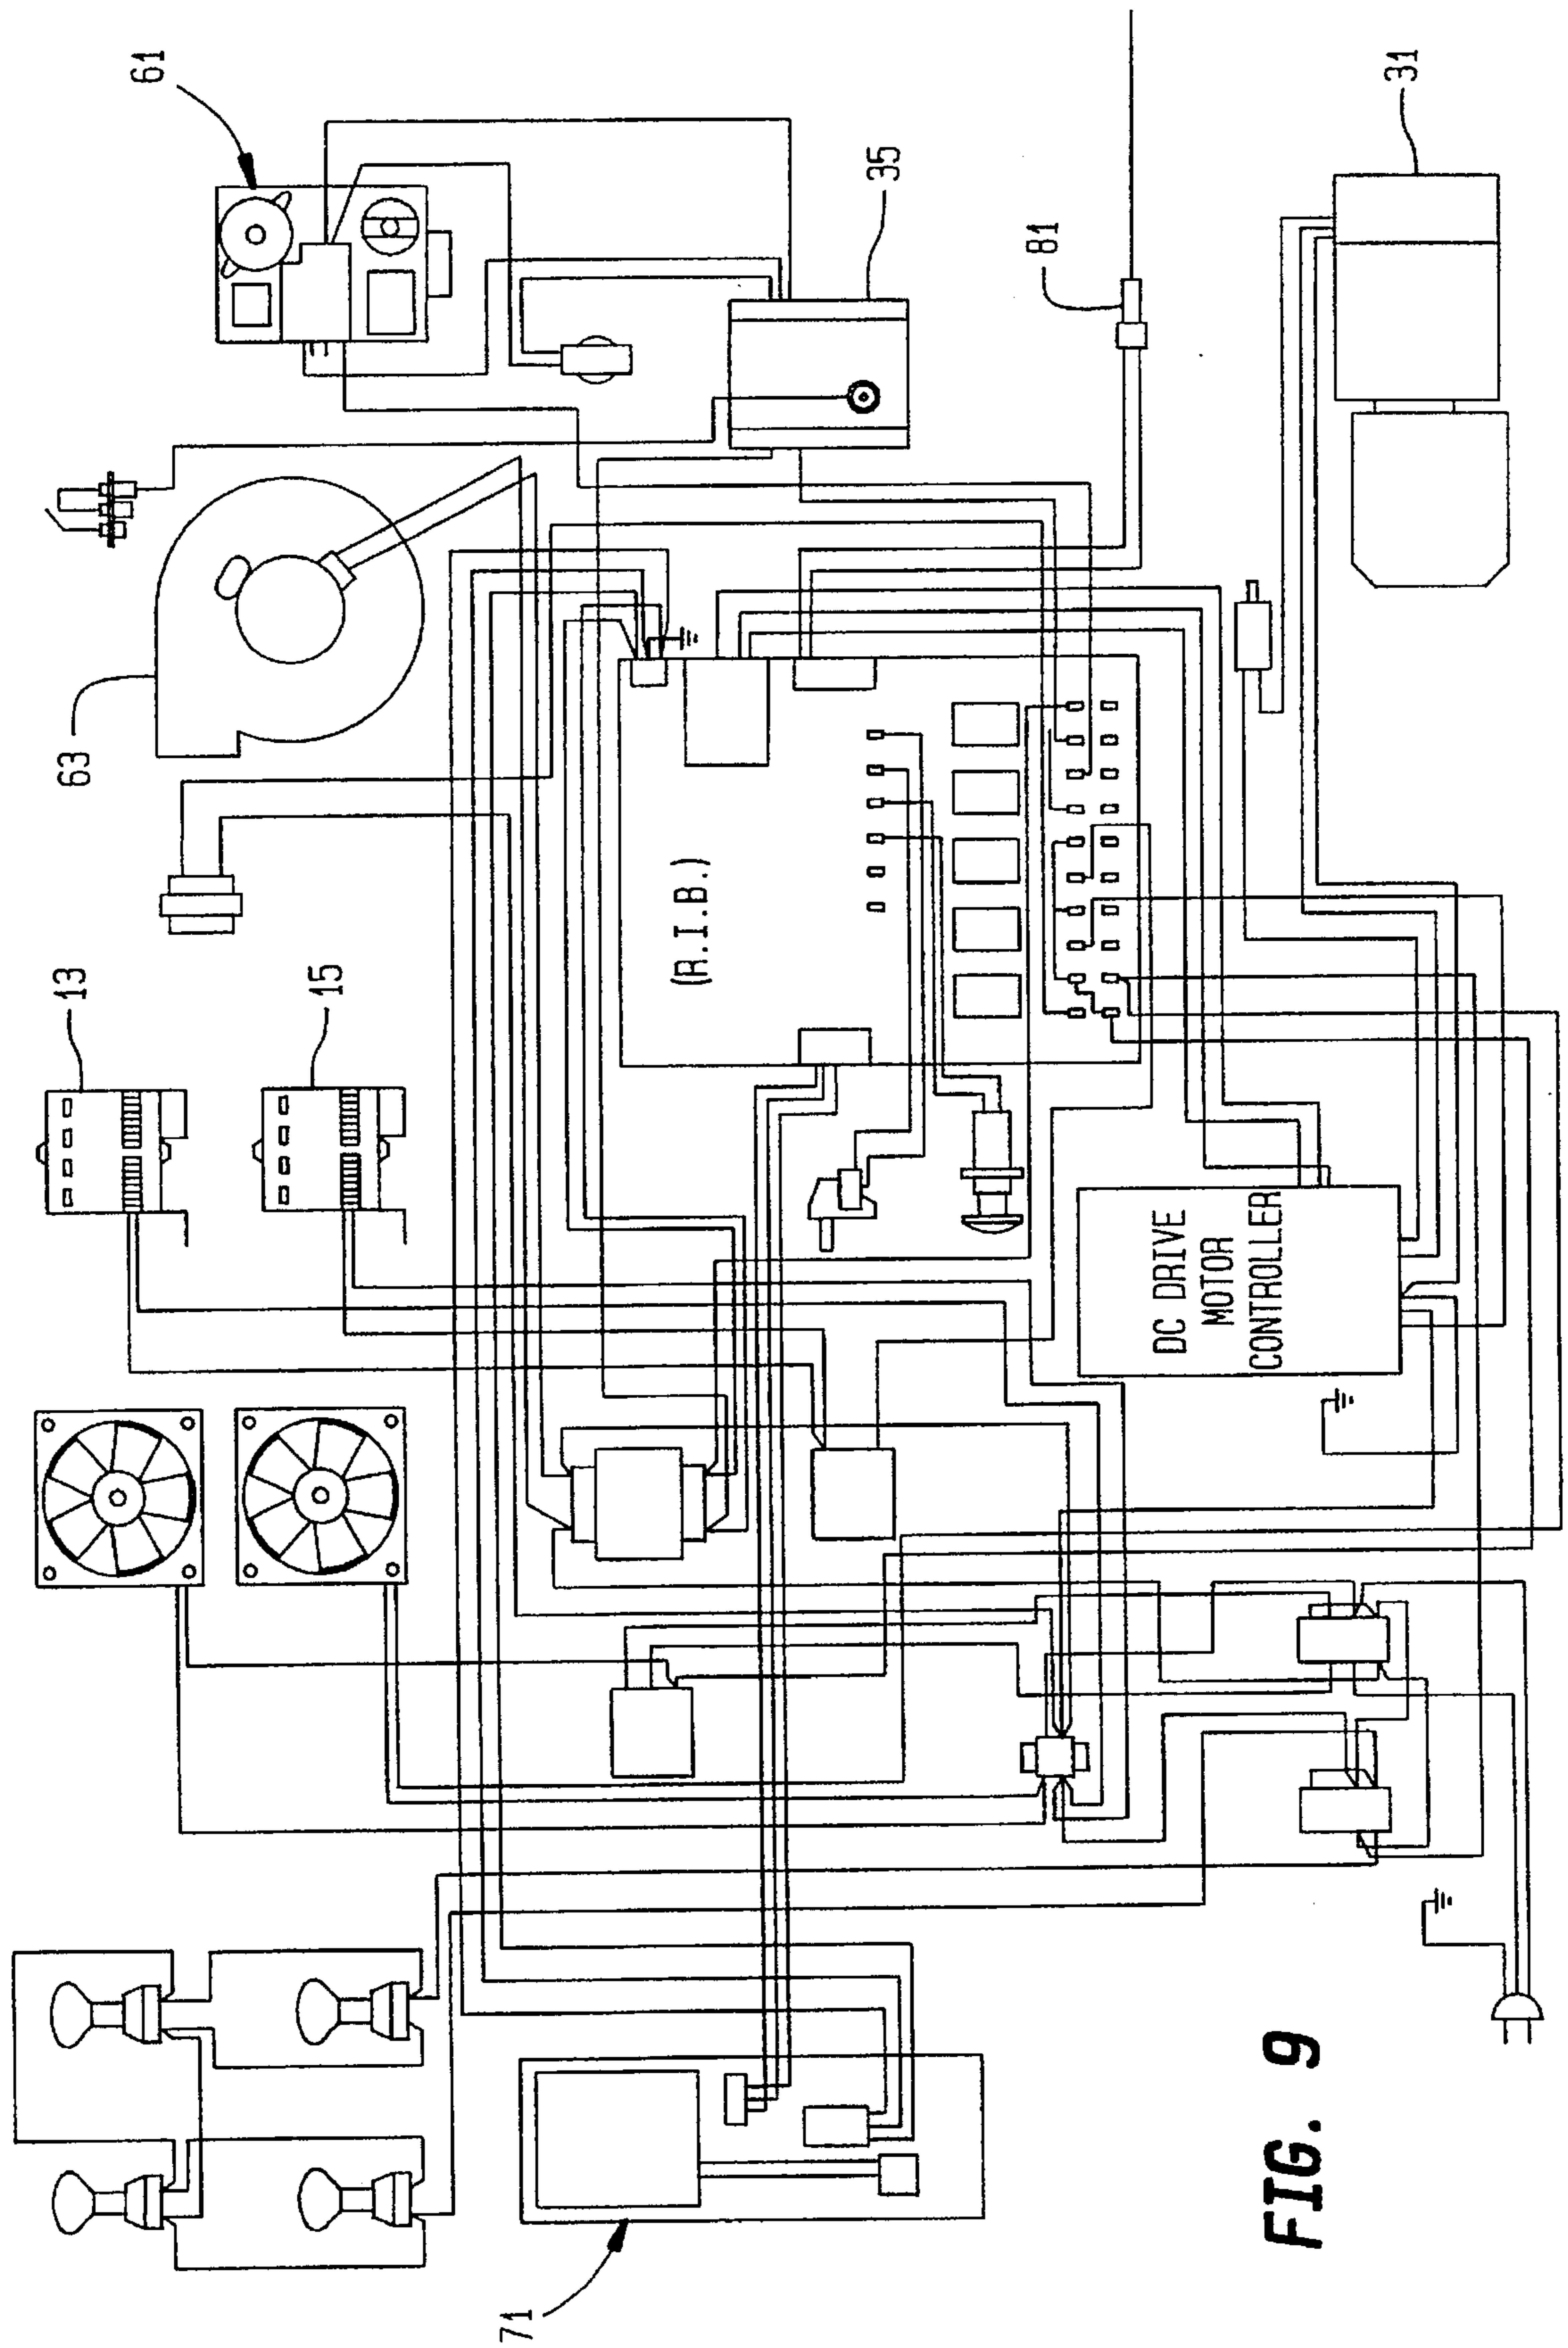 61
35
81
31
63
13
15
(R.I.B.)
DC DRIVE
MOTOR
CONTROLLER
71
FIG. 9